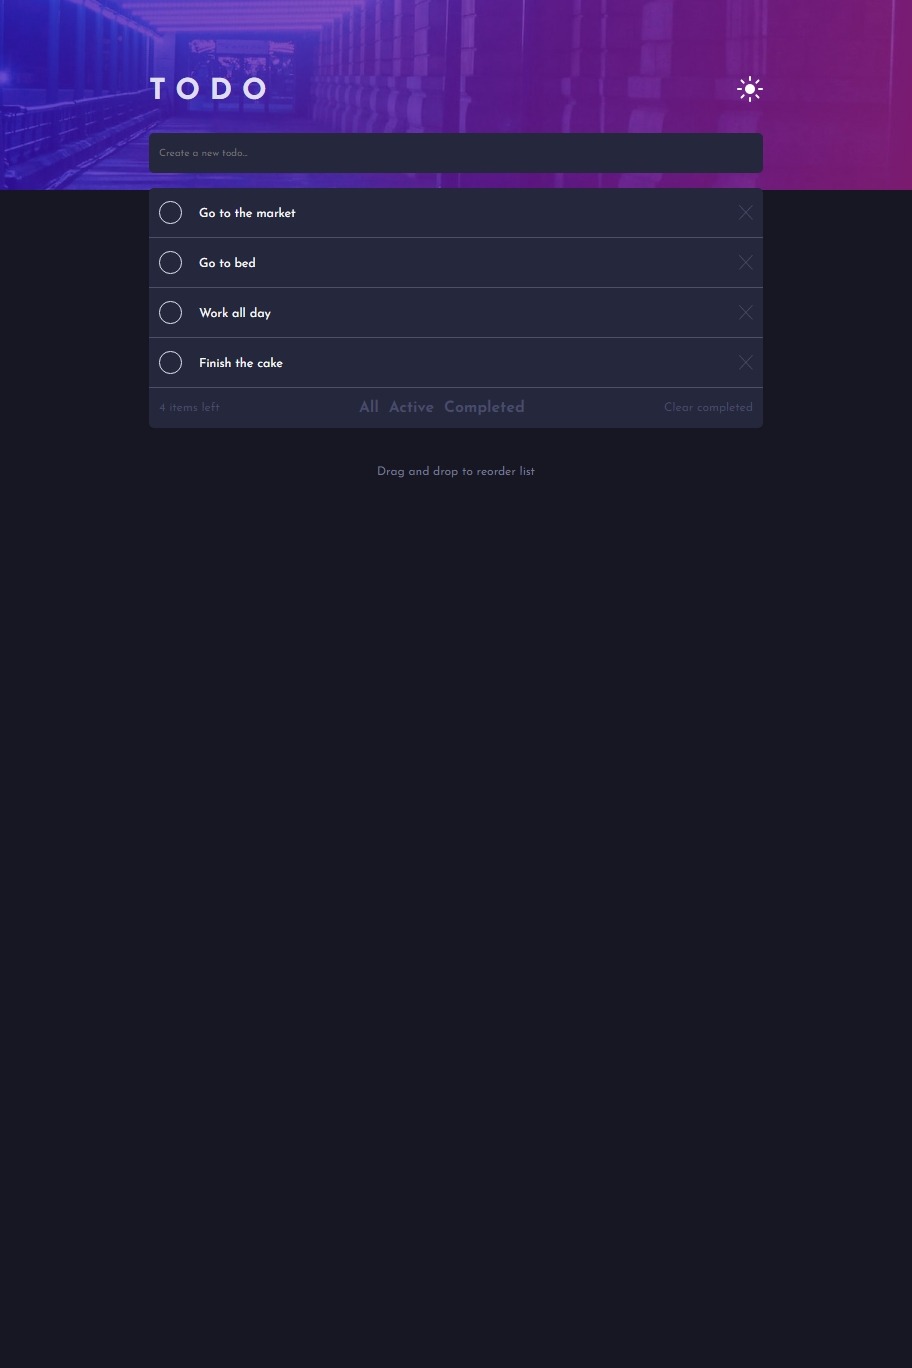 TODO
Create a new todo...
Go to the market
Go to bed
Work all day
Finish the cake
4 items left All Active Completed Clear completed
Drag and drop to reorder list